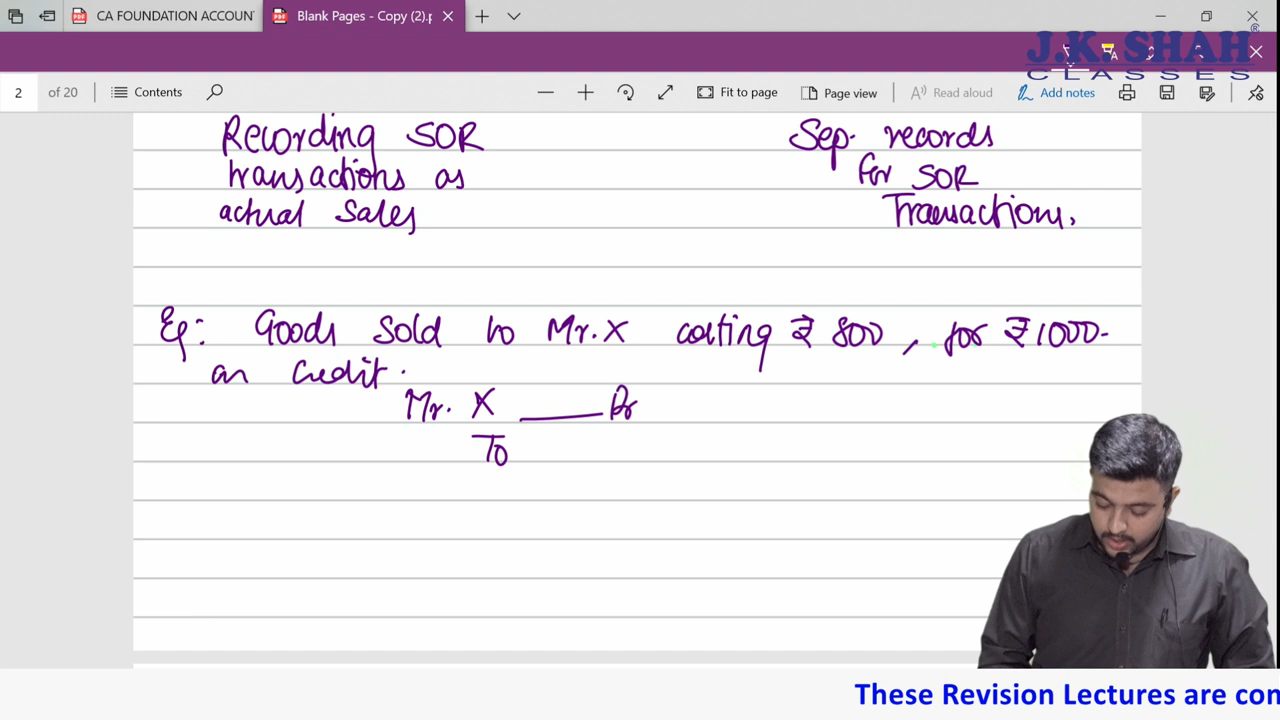 CA FOUNDATION ACCOUNT
Blank Pages - Copy (2).p
J.K. SHAH®
CLASSES
2 of 20 Contents Fit to page Page view Read aloud Add notes
Recording SOR
transactions as
actual Sales
Sep. records
for SOR
Transactions.
Eg: Goods Sold to Mr. X costing ₹ 800, for ₹ 1000-
on Credit.
Mr. X ____ Dr
To
These Revision Lectures are con